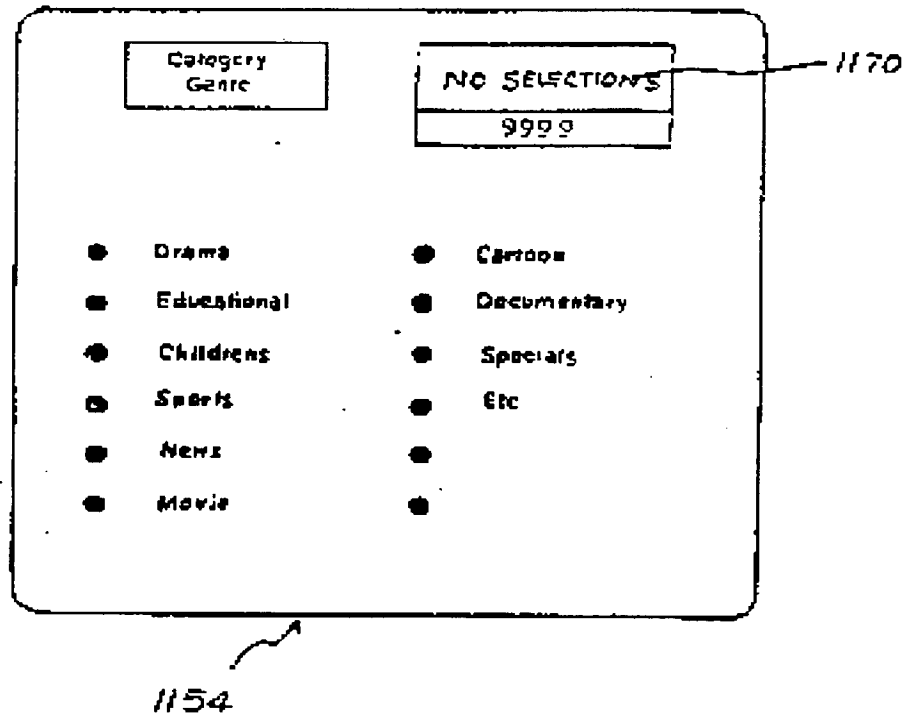 Category
Genre
NO SELECTIONS
9999
1170
Drama
Educational
Childrens
Sports
News
Movie
Cartoon
Documentary
Specials
Etc
1154